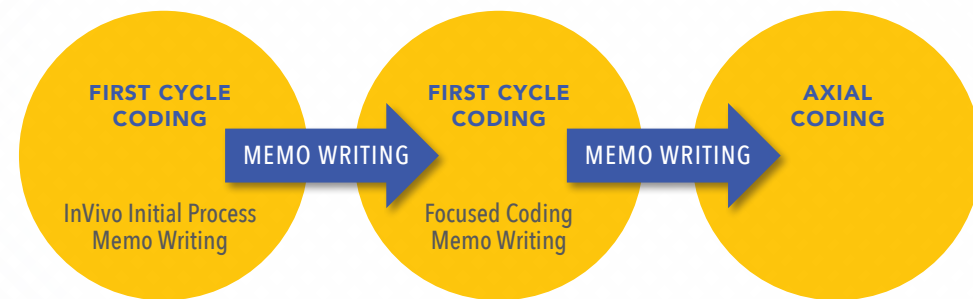 FIRST CYCLE
CODING
InVivo Initial Process
Memo Writing
MEMO WRITING
FIRST CYCLE
CODING
Focused Coding
Memo Writing
MEMO WRITING
AXIAL
CODING